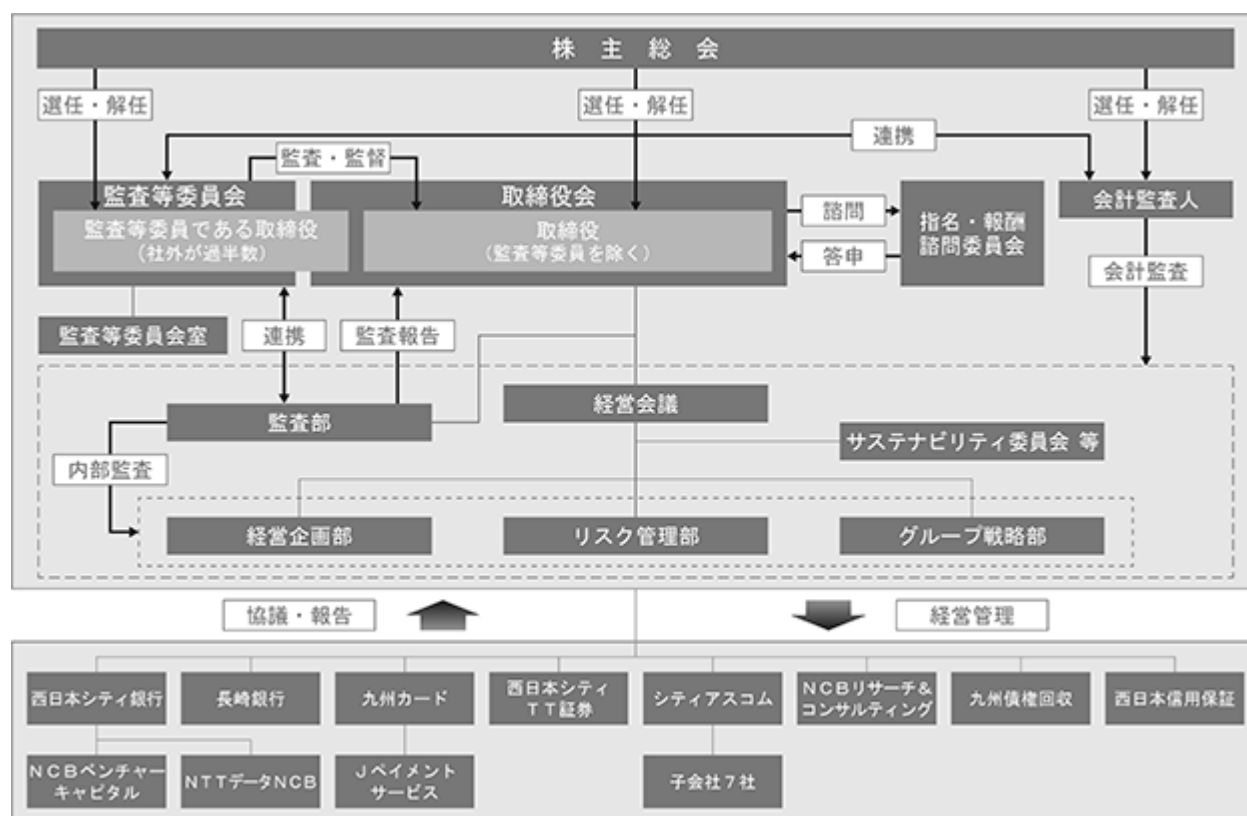 株主総会
選任・解任
選任・解任
選任・解任
連携
監査・監督
監査等委員会
監査等委員である取締役
(社外が過半数)
取締役会
取締役
(監査等委員を除く)
諮問
答申
指名・報酬
諮問委員会
会計監査人
会計監査
監査等委員会室
連携
監査報告
監査部
経営会議
サステナビリティ委員会 等
内部監査
経営企画部
リスク管理部
グループ戦略部
協議・報告
経営管理
西日本シティ銀行
長崎銀行
九州カード
西日本シティ
TT証券
シティアスコム
NCBリサーチ&
コンサルティング
九州債権回収
西日本信用保証
NCBベンチャー
キャピタル
NTTデータNCB
Jペイメント
サービス
子会社7社